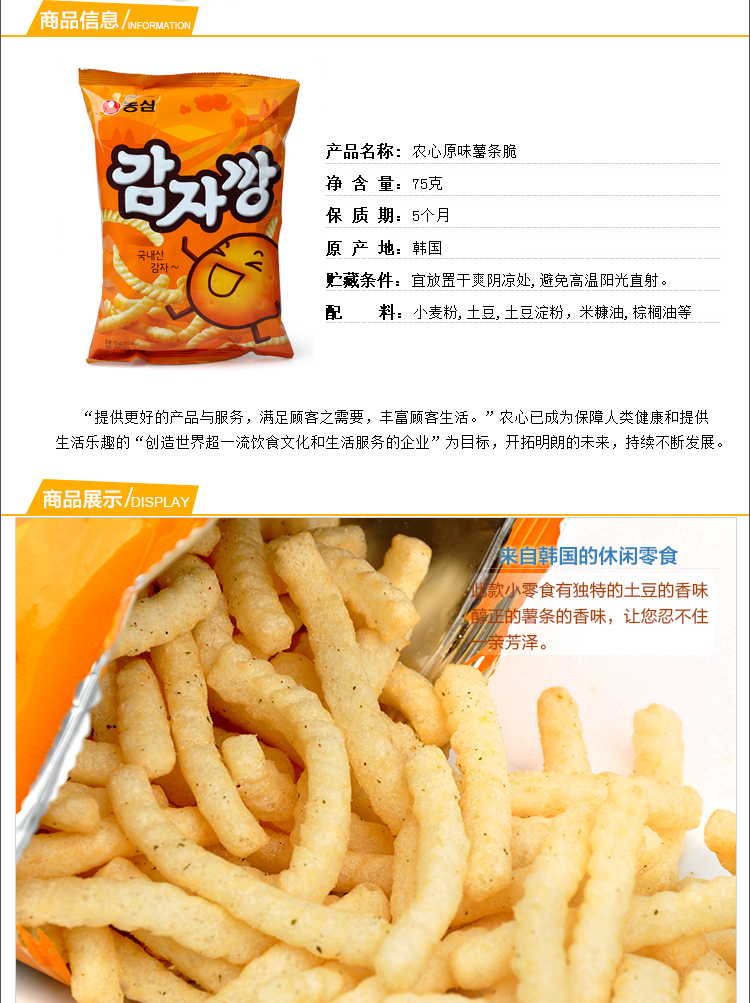 商品信息/INFORMATION
농심
감자깡
국내산
감자~
产品名称: 农心原味薯条脆
净 含 量: 75克
保 质 期: 5个月
原 产 地: 韩国
贮藏条件: 宜放置干爽阴凉处,避免高温阳光直射。
配 料: 小麦粉,土豆,土豆淀粉，米糠油,棕榈油等
“提供更好的产品与服务，满足顾客之需要，丰富顾客生活。”农心已成为保障人类健康和提供
生活乐趣的“创造世界超一流饮食文化和生活服务的企业”为目标，开拓明朗的未来，持续不断发展。
商品展示/DISPLAY
来自韩国的休闲零食
此款小零食有独特的土豆的香味
醇正的薯条的香味，让您忍不住
一亲芳泽。